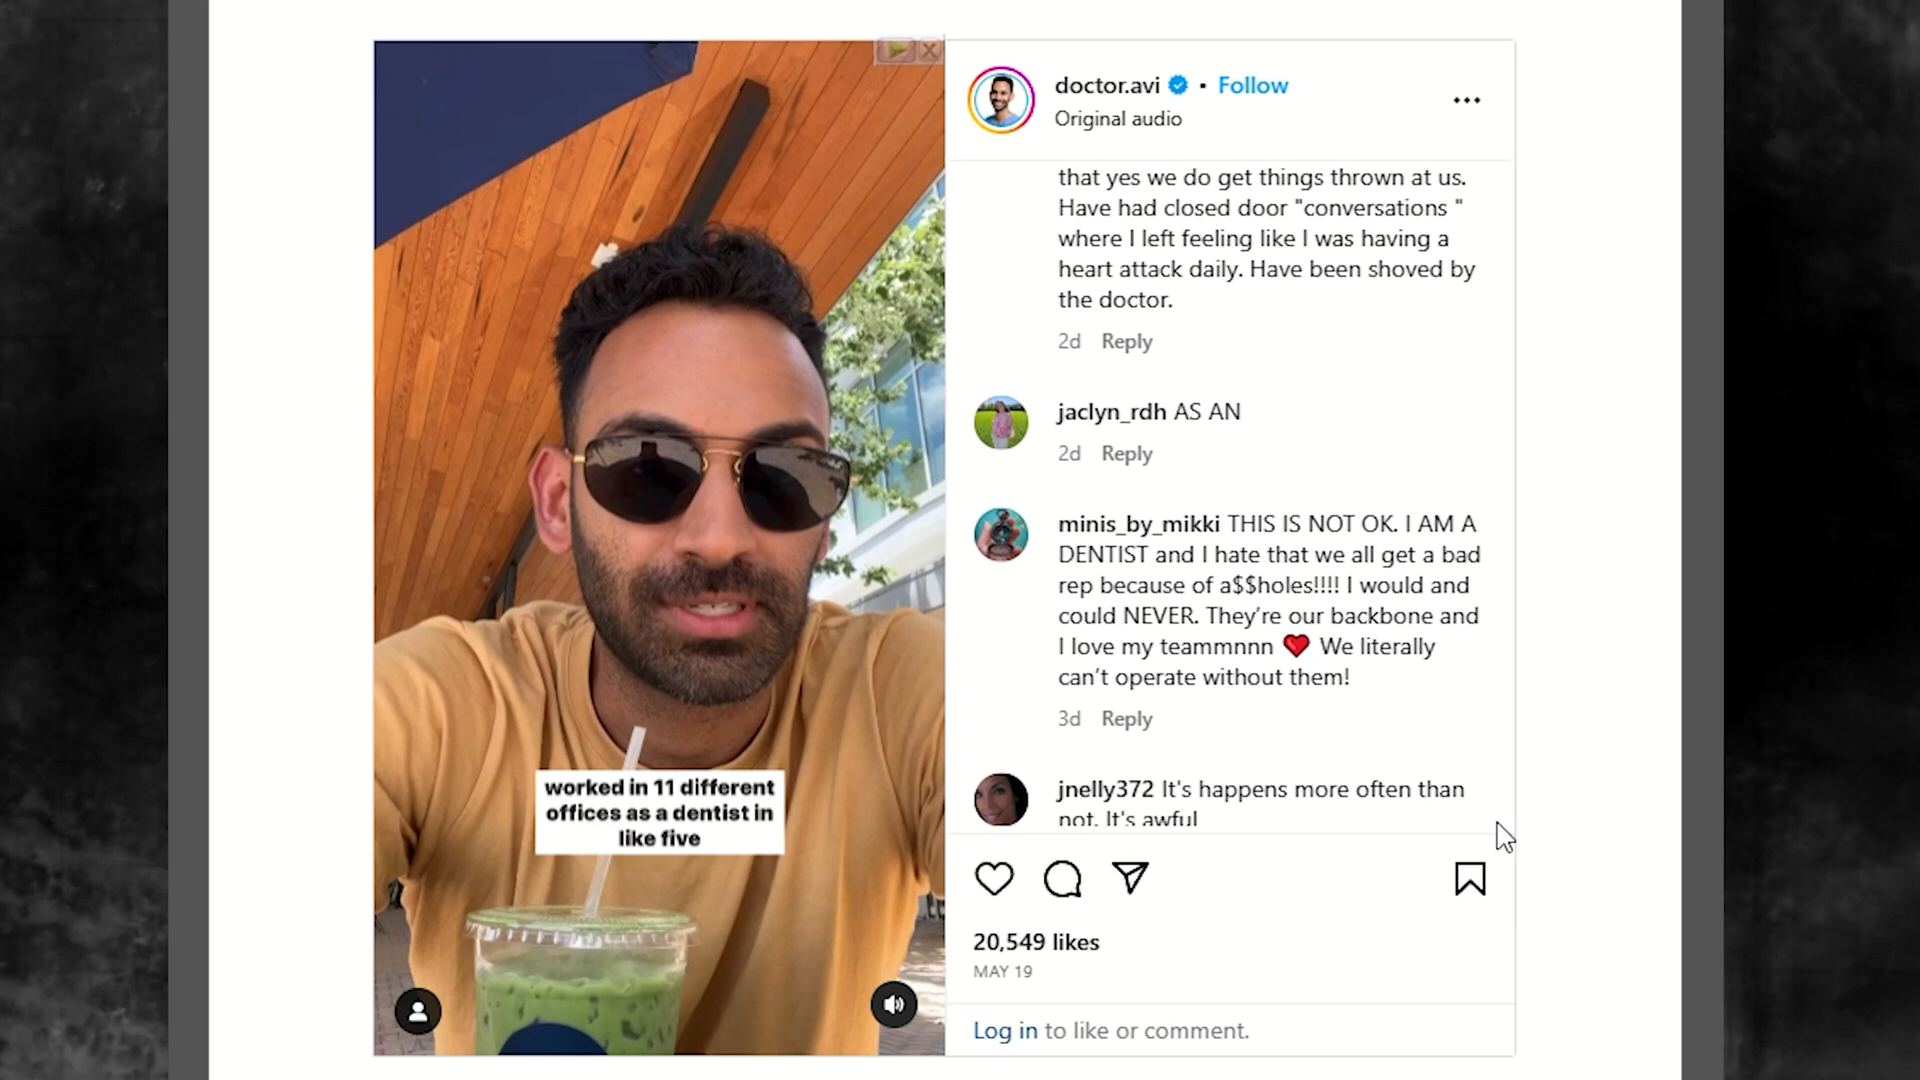 doctor.avi • Follow
Original audio
that yes we do get things thrown at us.
Have had closed door "conversations "
where I left feeling like I was having a
heart attack daily. Have been shoved by
the doctor.
2d Reply
jaclyn_rdh AS AN
2d Reply
minis_by_mikki THIS IS NOT OK. I AM A
DENTIST and I hate that we all get a bad
rep because of a$$holes!!!! I would and
could NEVER. They’re our backbone and
I love my teammnnn ❤️ We literally
can’t operate without them!
3d Reply
jnelly372 It's happens more often than
not. It's awful
20,549 likes
MAY 19
Log in to like or comment.
worked in 11 different
offices as a dentist in
like five